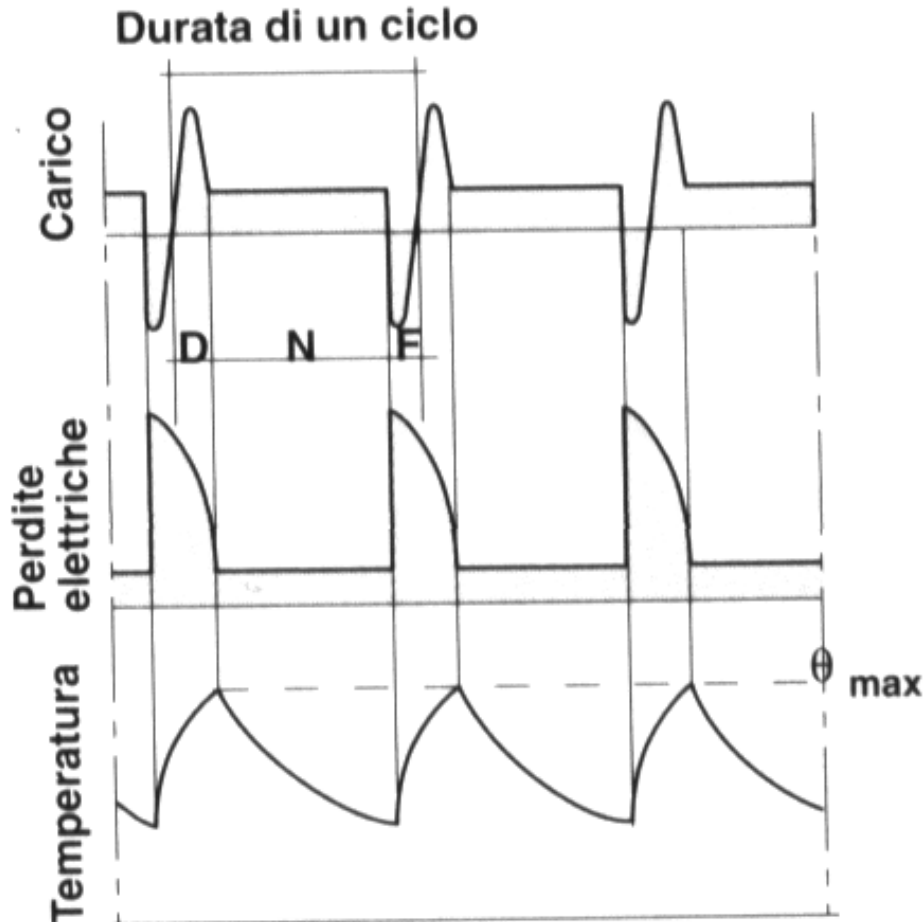 Durata di un ciclo
Carico
D N F
Perdite
elettriche
θ max
Temperatura